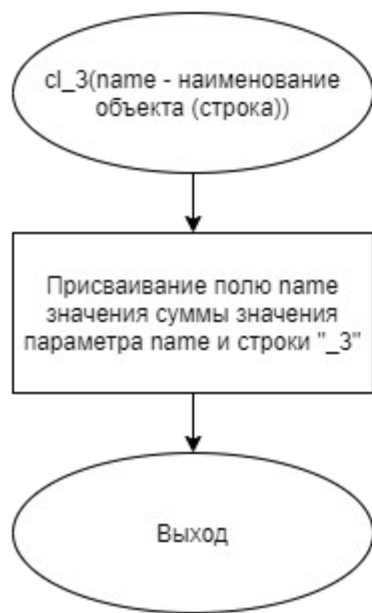 cl_3(name - наименование
объекта (строка))
Присваивание полю name
значения суммы значения
параметра name и строки "_3"
Выход